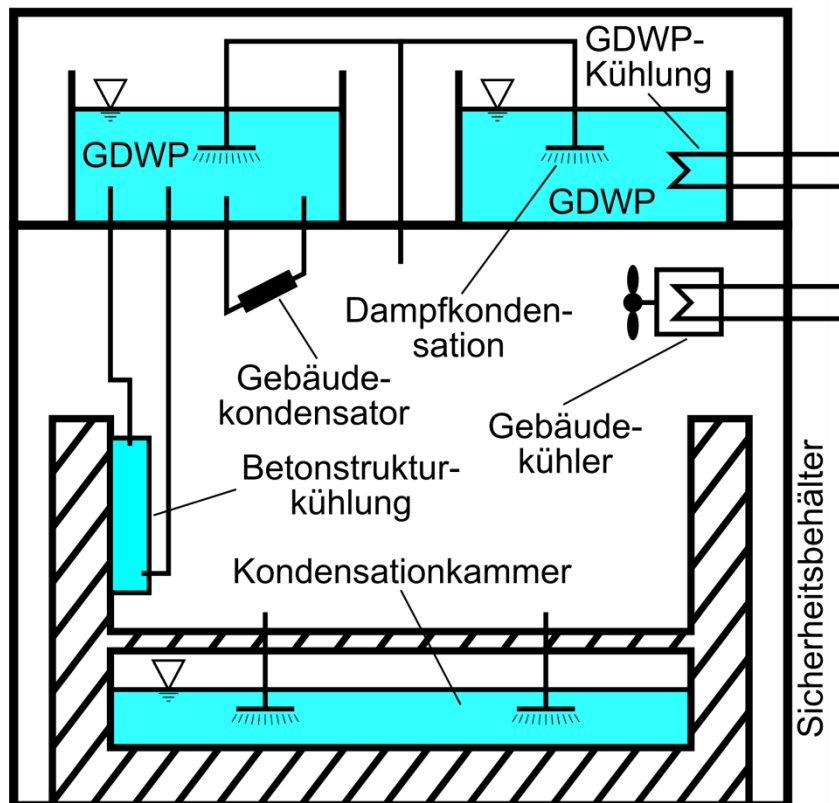 GDWP-
Kühlung
GDWP
GDWP
Dampfkonden-
sation
Gebäude-
kondensator
Gebäude-
kühler
Betonstruktur-
kühlung
Kondensationkammer
Sicherheitsbehälter